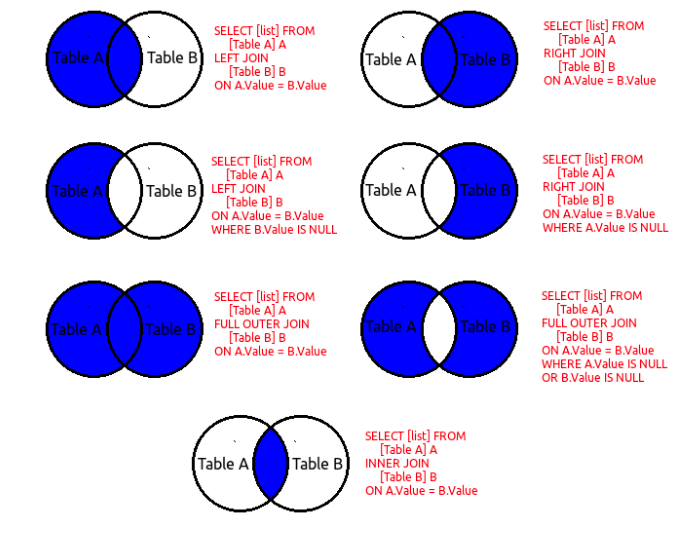 Table A Table B
SELECT [list] FROM
[Table A] A
LEFT JOIN
[Table B] B
ON A.Value = B.Value
Table A Table B
SELECT [list] FROM
[Table A] A
RIGHT JOIN
[Table B] B
ON A.Value = B.Value
Table A Table B
SELECT [list] FROM
[Table A] A
LEFT JOIN
[Table B] B
ON A.Value = B.Value
WHERE B.Value IS NULL
Table A Table B
SELECT [list] FROM
[Table A] A
RIGHT JOIN
[Table B] B
ON A.Value = B.Value
WHERE A.Value IS NULL
Table A Table B
SELECT [list] FROM
[Table A] A
FULL OUTER JOIN
[Table B] B
ON A.Value = B.Value
Table A Table B
SELECT [list] FROM
[Table A] A
FULL OUTER JOIN
[Table B] B
ON A.Value = B.Value
WHERE A.Value IS NULL
OR B.Value IS NULL
Table A Table B
SELECT [list] FROM
[Table A] A
INNER JOIN
[Table B] B
ON A.Value = B.Value